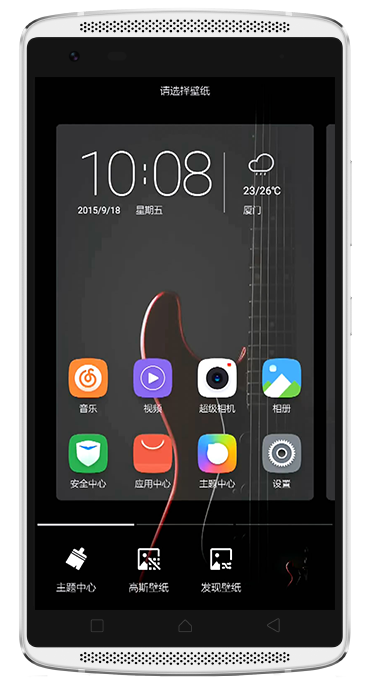 请选择壁纸
10:08
23/26℃
2015/9/18 星期五 厦门
音乐 视频 超级相机 相册
安全中心 应用中心 主题中心 设置
主题中心 高斯壁纸 发现壁纸